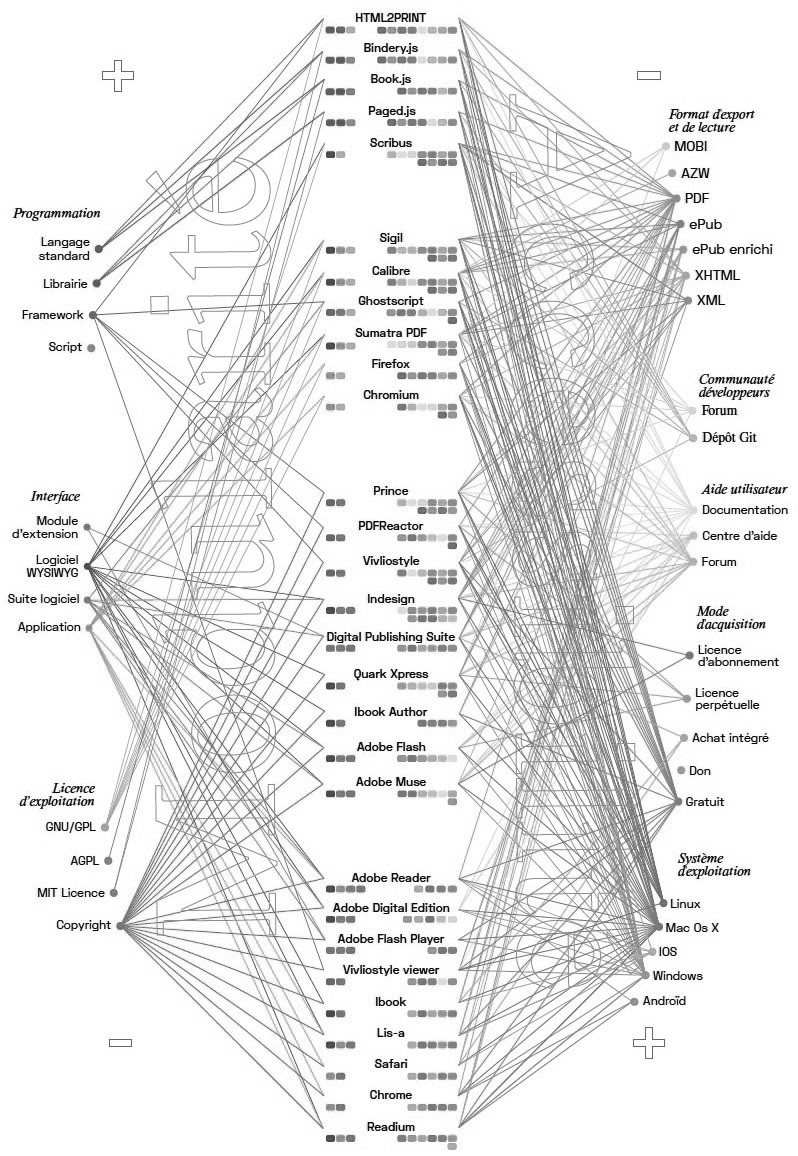 HTML2PRINT
Bindery.js
Book.js
Paged.js
Scribus
Sigil
Calibre
Ghostscript
Sumatra PDF
Firefox
Chromium
Prince
PDFReactor
Vivliostyle
Indesign
Digital Publishing Suite
Quark Xpress
Ibook Author
Adobe Flash
Adobe Muse
Adobe Reader
Adobe Digital Edition
Adobe Flash Player
Vivliostyle viewer
Ibook
Lis-a
Safari
Chrome
Readium
Programmation
Langage
standard
Librairie
Framework
Script
Interface
Module
d'extension
Logiciel
WYSIWYG
Suite logiciel
Application
Licence
d'exploitation
GNU/GPL
AGPL
MIT Licence
Copyright
Format d'export
et de lecture
MOBI
AZW
PDF
ePub
ePub enrichi
XHTML
XML
Communauté
développeurs
Forum
Dépôt Git
Aide utilisateur
Documentation
Centre d'aide
Forum
Mode
d'acquisition
Licence
d'abonnement
Licence
perpétuelle
Achat intégré
Don
Gratuit
Système
d'exploitation
Linux
Mac Os X
IOS
Windows
Androïd